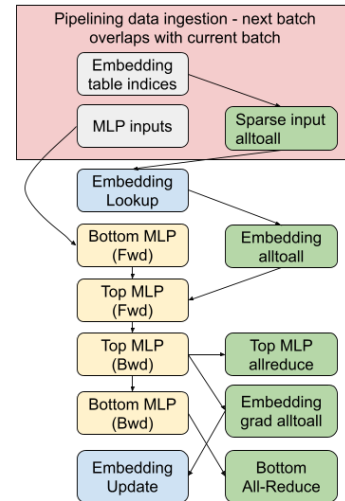 Pipelining data ingestion - next batch
overlaps with current batch
Embedding
table indices
MLP inputs
Sparse input
alltoall
Embedding
Lookup
Bottom MLP
(Fwd)
Embedding
alltoall
Top MLP
(Fwd)
Top MLP
(Bwd)
Top MLP
allreduce
Bottom MLP
(Bwd)
Embedding
grad alltoall
Embedding
Update
Bottom
All-Reduce